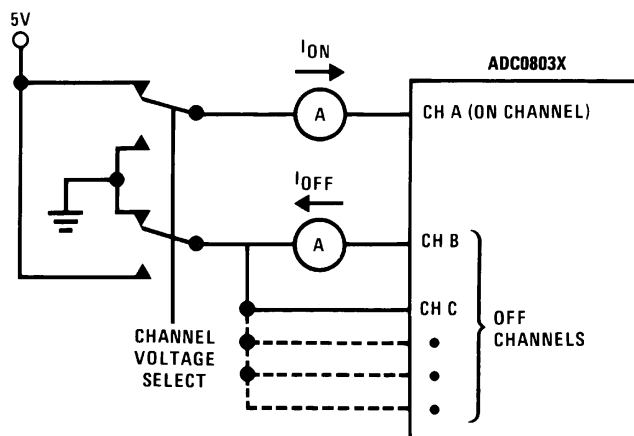 5V
ION
ADC0803X
A
CH A (ON CHANNEL)
IOFF
A
CH B
CH C
OFF
CHANNELS
CHANNEL
VOLTAGE
SELECT